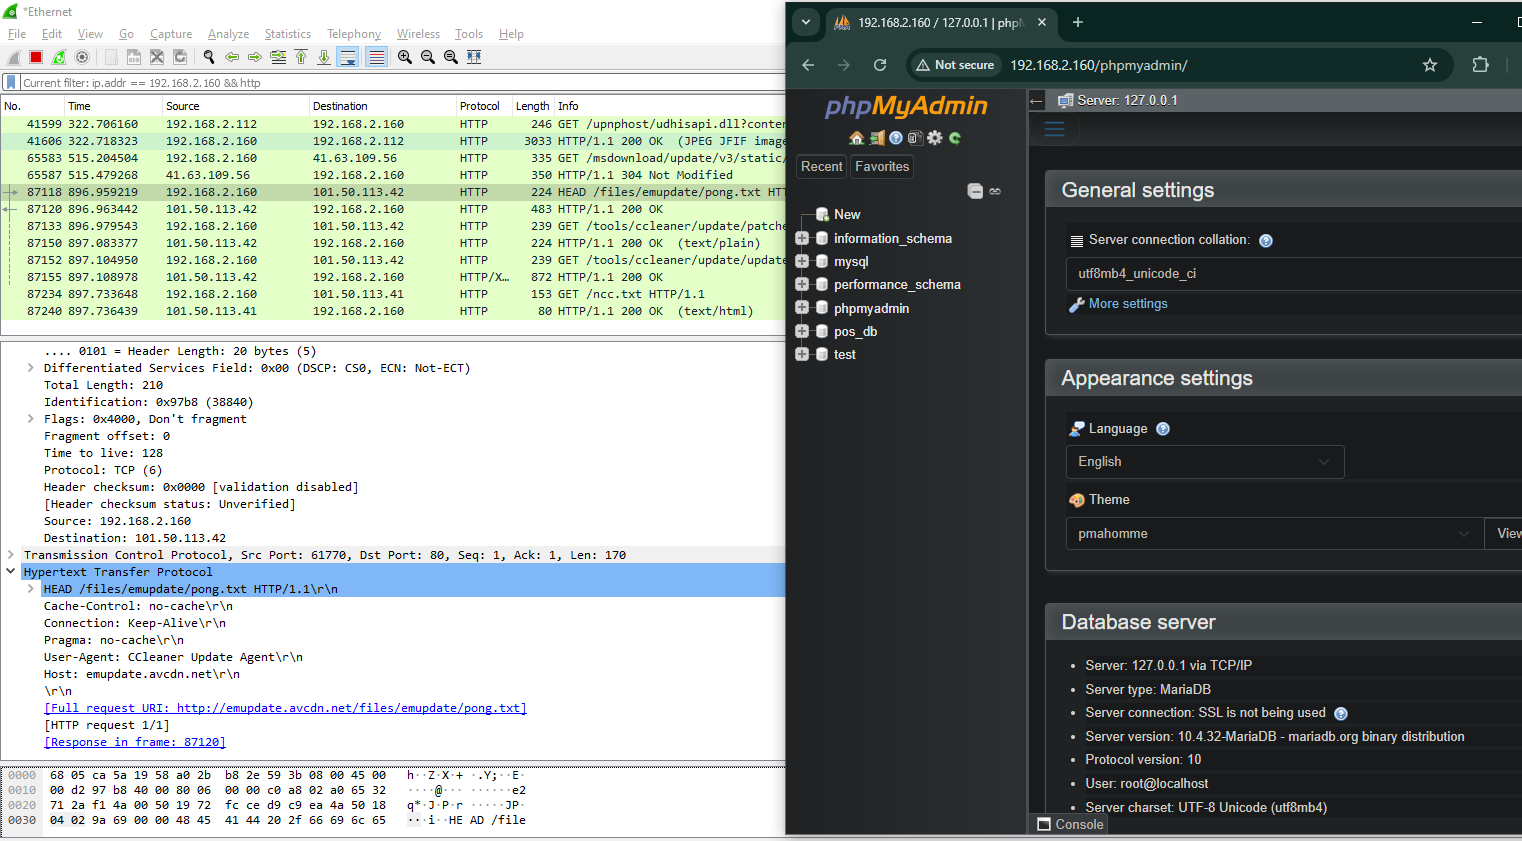 *Ethernet
File Edit View Go Capture Analyze Statistics Telephony Wireless Tools Help
Current filter: ip.addr == 192.168.2.160 && http
No. Time Source Destination Protocol Length Info
41599 322.706160 192.168.2.112 192.168.2.160 HTTP 246 GET /upnphost/udhisapi.dll?conten
41606 322.718323 192.168.2.160 192.168.2.112 HTTP 3033 HTTP/1.1 200 OK (JPEG JFIF image
65583 515.204504 192.168.2.160 41.63.109.56 HTTP 335 GET /msdownload/update/v3/static/
65587 515.479268 41.63.109.56 192.168.2.160 HTTP 350 HTTP/1.1 304 Not Modified
87118 896.959219 192.168.2.160 101.50.113.42 HTTP 224 HEAD /files/emupdate/pong.txt HTT
87120 896.963442 101.50.113.42 192.168.2.160 HTTP 483 HTTP/1.1 200 OK
87133 896.979543 192.168.2.160 101.50.113.42 HTTP 239 GET /tools/ccleaner/update/patche
87150 897.083377 101.50.113.42 192.168.2.160 HTTP 224 HTTP/1.1 200 OK (text/plain)
87152 897.104950 192.168.2.160 101.50.113.42 HTTP 239 GET /tools/ccleaner/update/update
87155 897.108978 101.50.113.42 192.168.2.160 HTTP/X… 872 HTTP/1.1 200 OK
87234 897.733648 192.168.2.160 101.50.113.41 HTTP 153 GET /ncc.txt HTTP/1.1
87240 897.736439 101.50.113.41 192.168.2.160 HTTP 80 HTTP/1.1 200 OK (text/html)
.... 0101 = Header Length: 20 bytes (5)
Differentiated Services Field: 0x00 (DSCP: CS0, ECN: Not-ECT)
Total Length: 210
Identification: 0x97b8 (38840)
Flags: 0x4000, Don't fragment
Fragment offset: 0
Time to live: 128
Protocol: TCP (6)
Header checksum: 0x0000 [validation disabled]
[Header checksum status: Unverified]
Source: 192.168.2.160
Destination: 101.50.113.42
Transmission Control Protocol, Src Port: 61770, Dst Port: 80, Seq: 1, Ack: 1, Len: 170
Hypertext Transfer Protocol
HEAD /files/emupdate/pong.txt HTTP/1.1\r\n
Cache-Control: no-cache\r\n
Connection: Keep-Alive\r\n
Pragma: no-cache\r\n
User-Agent: CCleaner Update Agent\r\n
Host: emupdate.avcdn.net\r\n
\r\n
[Full request URI: http://emupdate.avcdn.net/files/emupdate/pong.txt]
[HTTP request 1/1]
[Response in frame: 87120]
0000 68 05 ca 5a 19 58 a0 2b b8 2e 59 3b 08 00 45 00 h··Z·X·+ ·.Y;··E·
0010 00 d2 97 b8 40 00 80 06 00 00 c0 a8 02 a0 65 32 ····@··· ······e2
0020 71 2a f1 4a 00 50 19 72 fc ce d9 c9 ea 4a 50 18 q*·J·P·r ·····JP·
0030 04 02 9a 69 00 00 48 45 41 44 20 2f 66 69 6c 65 ···i··HE AD /file
192.168.2.160 / 127.0.0.1 | phpM
Not secure 192.168.2.160/phpmyadmin/
phpMyAdmin
Recent Favorites
New
information_schema
mysql
performance_schema
phpmyadmin
pos_db
test
Server: 127.0.0.1
General settings
Server connection collation:
utf8mb4_unicode_ci
More settings
Appearance settings
Language
English
Theme
pmahomme View
Database server
• Server: 127.0.0.1 via TCP/IP
• Server type: MariaDB
• Server connection: SSL is not being used
• Server version: 10.4.32-MariaDB - mariadb.org binary distribution
• Protocol version: 10
• User: root@localhost
• Server charset: UTF-8 Unicode (utf8mb4)
Console